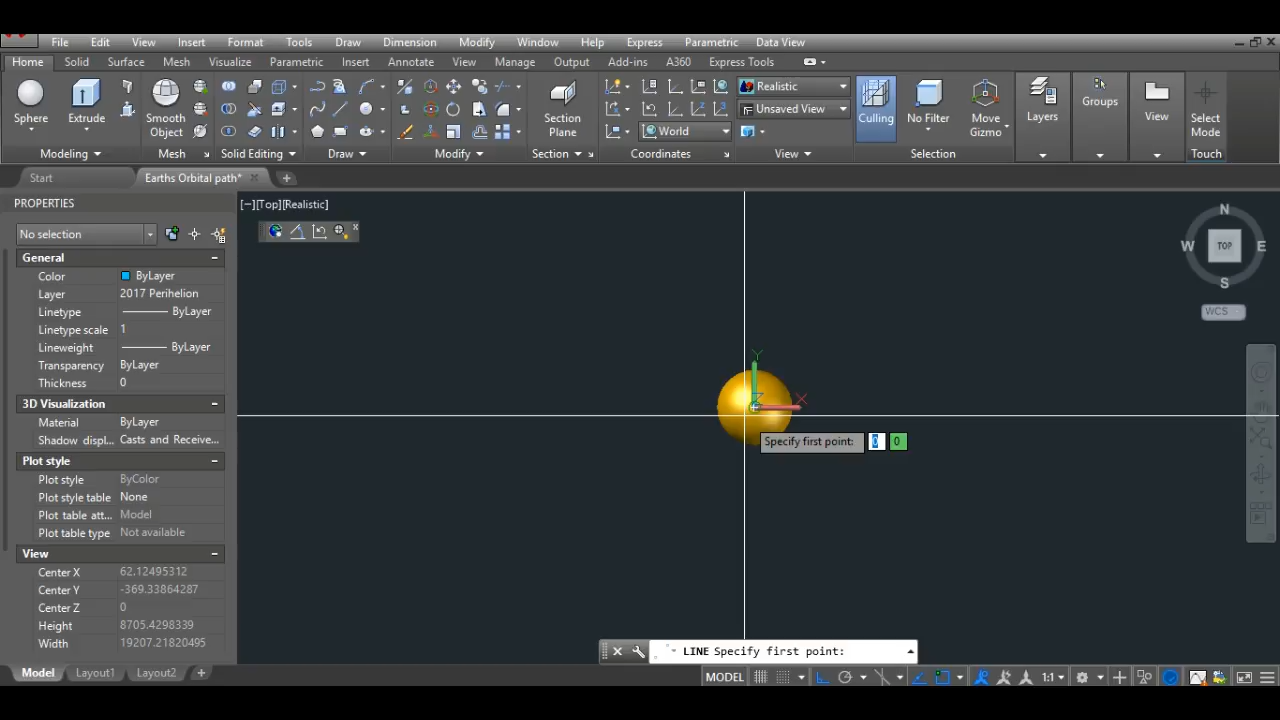 File Edit View Insert Format Tools Draw Dimension Modify Window Help Express Parametric Data View
Home Solid Surface Mesh Visualize Parametric Insert Annotate View Manage Output Add-ins A360 Express Tools
Sphere Extrude Smooth Object Section Plane Realistic Unsaved View World Culling No Filter Move Gizmo Layers Groups View Select Mode
Modeling Mesh Solid Editing Draw Modify Section Coordinates View Selection Touch
Start Earths Orbital path*
PROPERTIES
[−][Top][Realistic]
No selection
General
Color ByLayer
Layer 2017 Perihelion
Linetype ByLayer
Linetype scale 1
Lineweight ByLayer
Transparency ByLayer
Thickness 0
3D Visualization
Material ByLayer
Shadow displ... Casts and Receive...
Plot style
Plot style ByColor
Plot style table None
Plot table att... Model
Plot table type Not available
View
Center X 62.12495312
Center Y -369.33864287
Center Z 0
Height 8705.4298339
Width 19207.21820495
N
W TOP E
S
WCS
Y
Z X
Specify first point: 0 0
LINE Specify first point:
Model Layout1 Layout2 +
MODEL 1:1